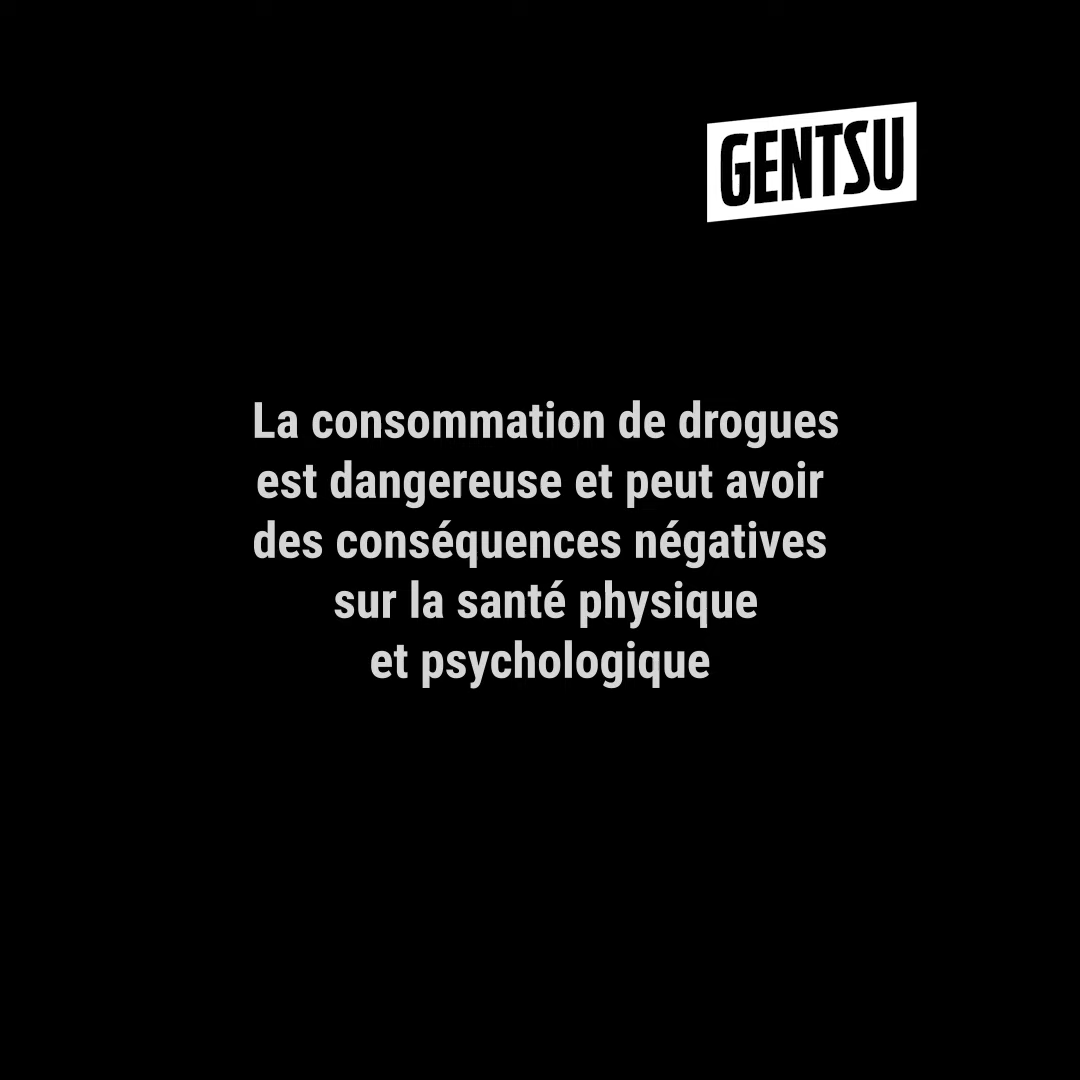 GENTSU
La consommation de drogues
est dangereuse et peut avoir
des conséquences négatives
sur la santé physique
et psychologique